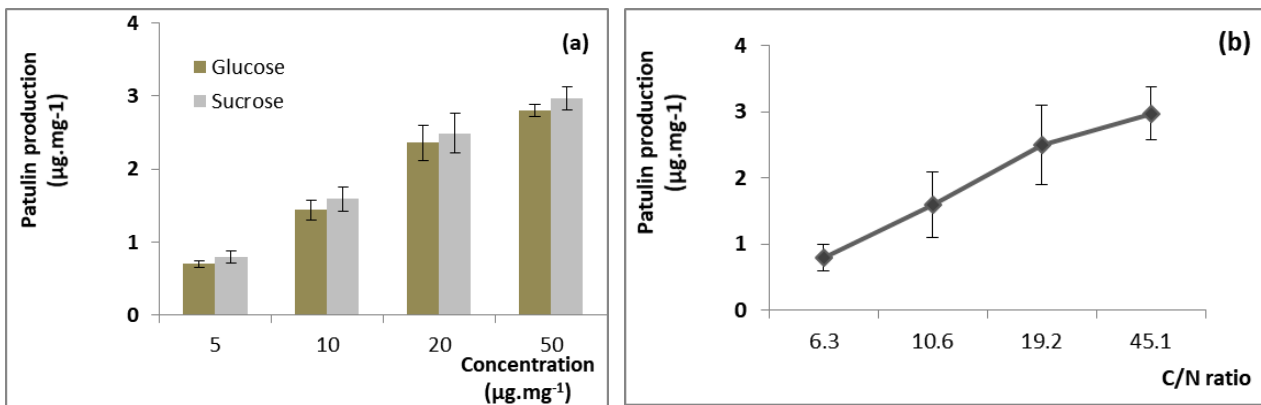 (a)
Patulin production
(µg.mg-1)
4
3
2
1
0
Glucose
Sucrose
5 10 20 50
Concentration
(µg.mg⁻¹)
(b)
Patulin production
(µg.mg-1)
4
3
2
1
0
6.3 10.6 19.2 45.1
C/N ratio